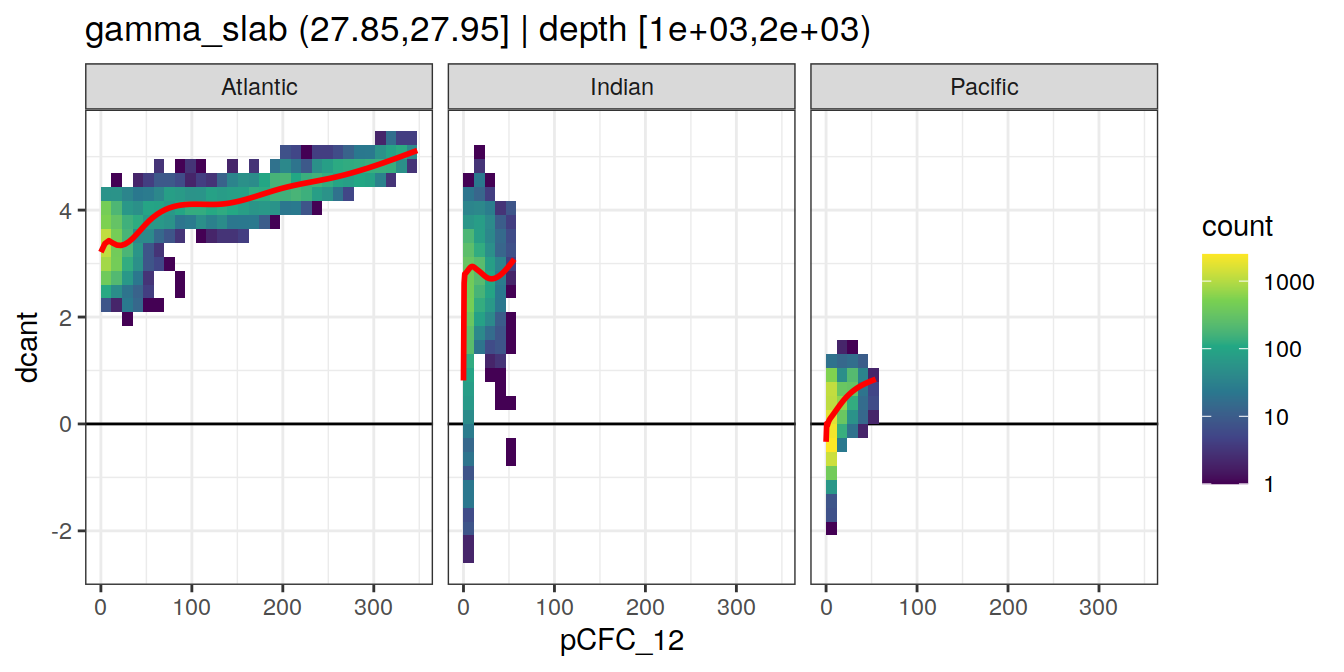 gamma_slab (27.85,27.95] | depth [1e+03,2e+03)
Atlantic Indian Pacific
dcant
4
2
0
-2
0 100 200 300 0 100 200 300 0 100 200 300
pCFC_12
count
1000
100
10
1